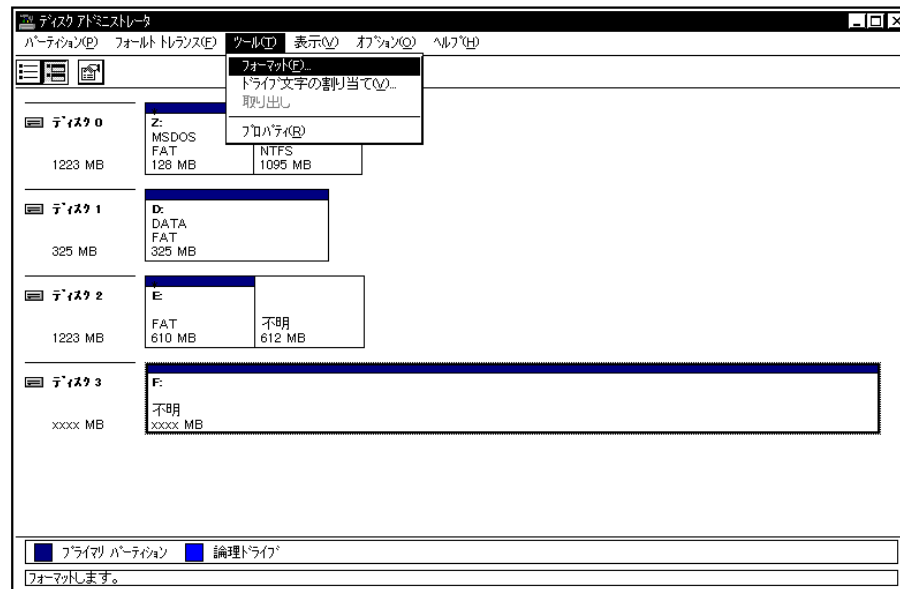 ディスク アドミニストレータ
パーティション(P) フォールト トレランス(F) ツール(T) 表示(V) オプション(O) ヘルプ(H)
フォーマット(F)...
ドライブ文字の割り当て(V)...
取り出し
プロパティ(R)
ディスク 0
1223 MB
Z:
MSDOS
FAT
128 MB
NTFS
1095 MB
ディスク 1
325 MB
D:
DATA
FAT
325 MB
ディスク 2
1223 MB
E:
FAT
610 MB
不明
612 MB
ディスク 3
xxxx MB
F:
不明
xxxx MB
プライマリ パーティション 論理ドライブ
フォーマットします。